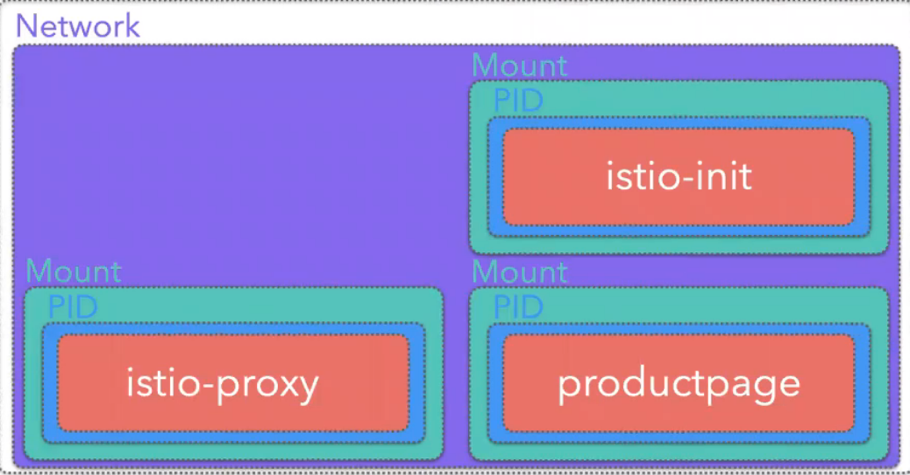 Network
Mount
PID
istio-init
Mount
PID
istio-proxy
Mount
PID
productpage